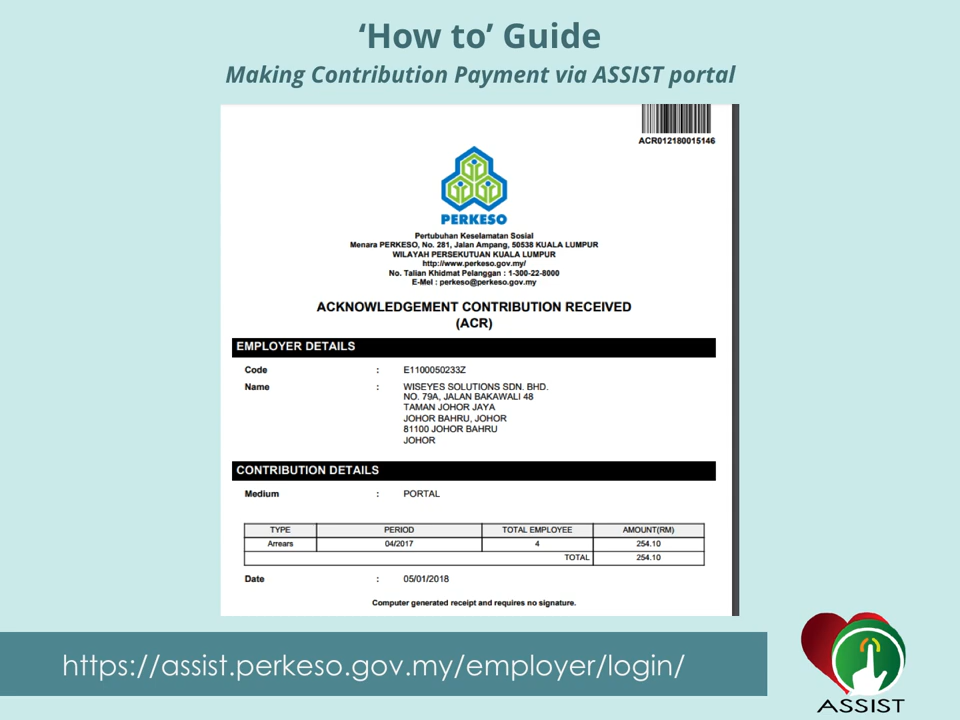 ‘How to’ Guide
Making Contribution Payment via ASSIST portal
ACR012180015146
PERKESO
Pertubuhan Keselamatan Sosial
Menara PERKESO, No. 281, Jalan Ampang, 50538 KUALA LUMPUR
WILAYAH PERSEKUTUAN KUALA LUMPUR
http://www.perkeso.gov.my/
No. Talian Khidmat Pelanggan : 1-300-22-8000
E-Mel : perkeso@perkeso.gov.my
ACKNOWLEDGEMENT CONTRIBUTION RECEIVED
(ACR)
EMPLOYER DETAILS
Code : E1100050233Z
Name : WISEYES SOLUTIONS SDN. BHD.
NO. 79A, JALAN BAKAWALI 48
TAMAN JOHOR JAYA
JOHOR BAHRU, JOHOR
81100 JOHOR BAHRU
JOHOR
CONTRIBUTION DETAILS
Medium : PORTAL
TYPE PERIOD TOTAL EMPLOYEE AMOUNT(RM)
Arrears 04/2017 4 254.10
TOTAL 254.10
Date : 05/01/2018
Computer generated receipt and requires no signature.
https://assist.perkeso.gov.my/employer/login/
ASSIST